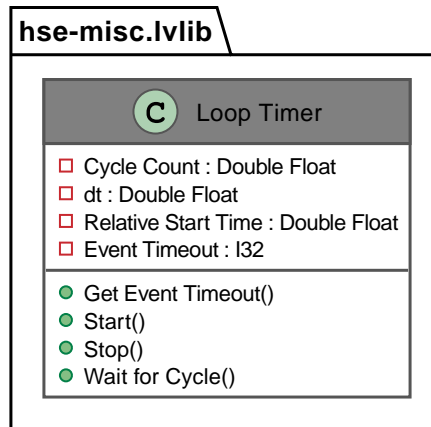 hse-misc.lvlib
C Loop Timer
Cycle Count : Double Float
dt : Double Float
Relative Start Time : Double Float
Event Timeout : I32
Get Event Timeout()
Start()
Stop()
Wait for Cycle()